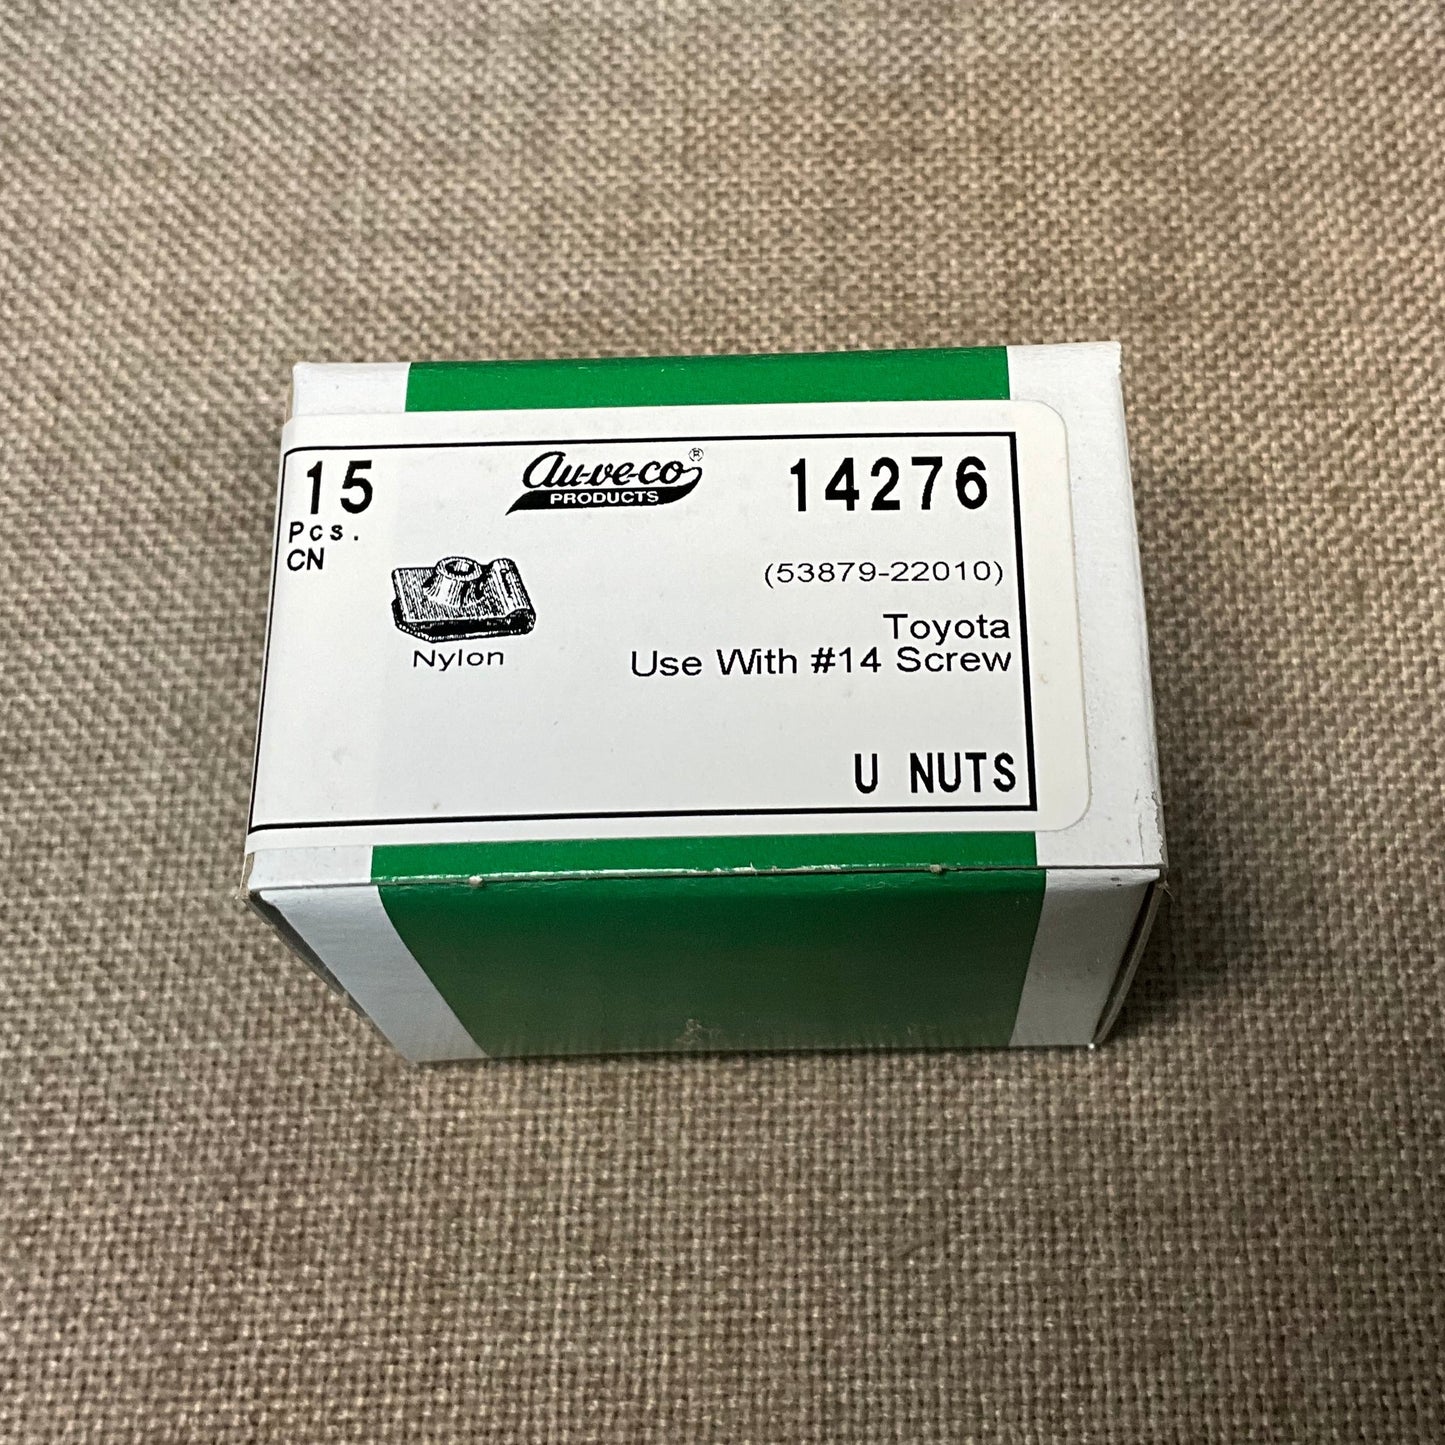 15
Pcs.
CN
au-ve-co®
PRODUCTS
14276
(53879-22010)
Nylon
Toyota
Use With #14 Screw
U NUTS